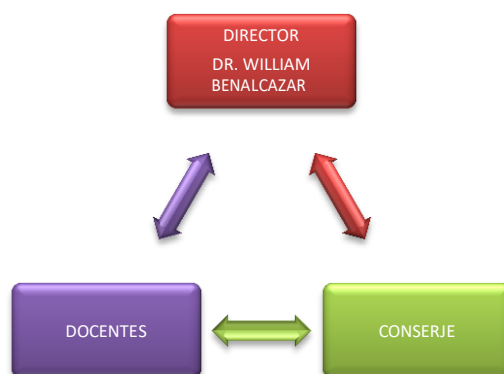 DIRECTOR
DR. WILLIAM
BENALCAZAR
DOCENTES
CONSERJE